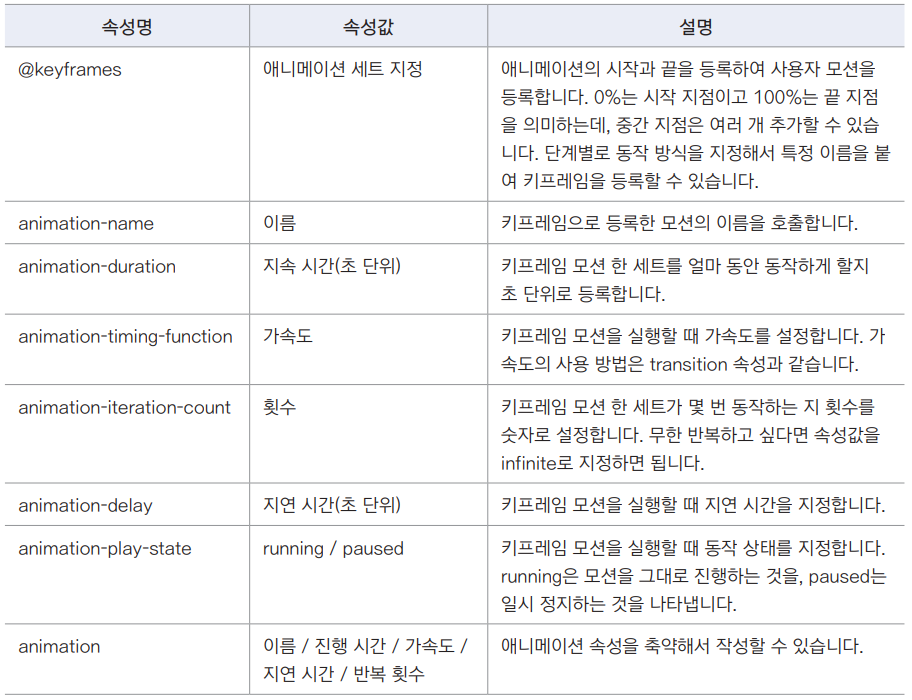 속성명 속성값 설명
@keyframes 애니메이션 세트 지정 애니메이션의 시작과 끝을 등록하여 사용자 모션을
등록합니다. 0%는 시작 지점이고 100%는 끝 지점
을 의미하는데, 중간 지점은 여러 개 추가할 수 있습
니다. 단계별로 동작 방식을 지정해서 특정 이름을 붙
여 키프레임을 등록할 수 있습니다.
animation-name 이름 키프레임으로 등록한 모션의 이름을 호출합니다.
animation-duration 지속 시간(초 단위) 키프레임 모션 한 세트를 얼마 동안 동작하게 할지
초 단위로 등록합니다.
animation-timing-function 가속도 키프레임 모션을 실행할 때 가속도를 설정합니다. 가
속도의 사용 방법은 transition 속성과 같습니다.
animation-iteration-count 횟수 키프레임 모션 한 세트가 몇 번 동작하는 지 횟수를
숫자로 설정합니다. 무한 반복하고 싶다면 속성값을
infinite로 지정하면 됩니다.
animation-delay 지연 시간(초 단위) 키프레임 모션을 실행할 때 지연 시간을 지정합니다.
animation-play-state running / paused 키프레임 모션을 실행할 때 동작 상태를 지정합니다.
running은 모션을 그대로 진행하는 것을, paused는
일시 정지하는 것을 나타냅니다.
animation 이름 / 진행 시간 / 가속도 / 애니메이션 속성을 축약해서 작성할 수 있습니다.
지연 시간 / 반복 횟수